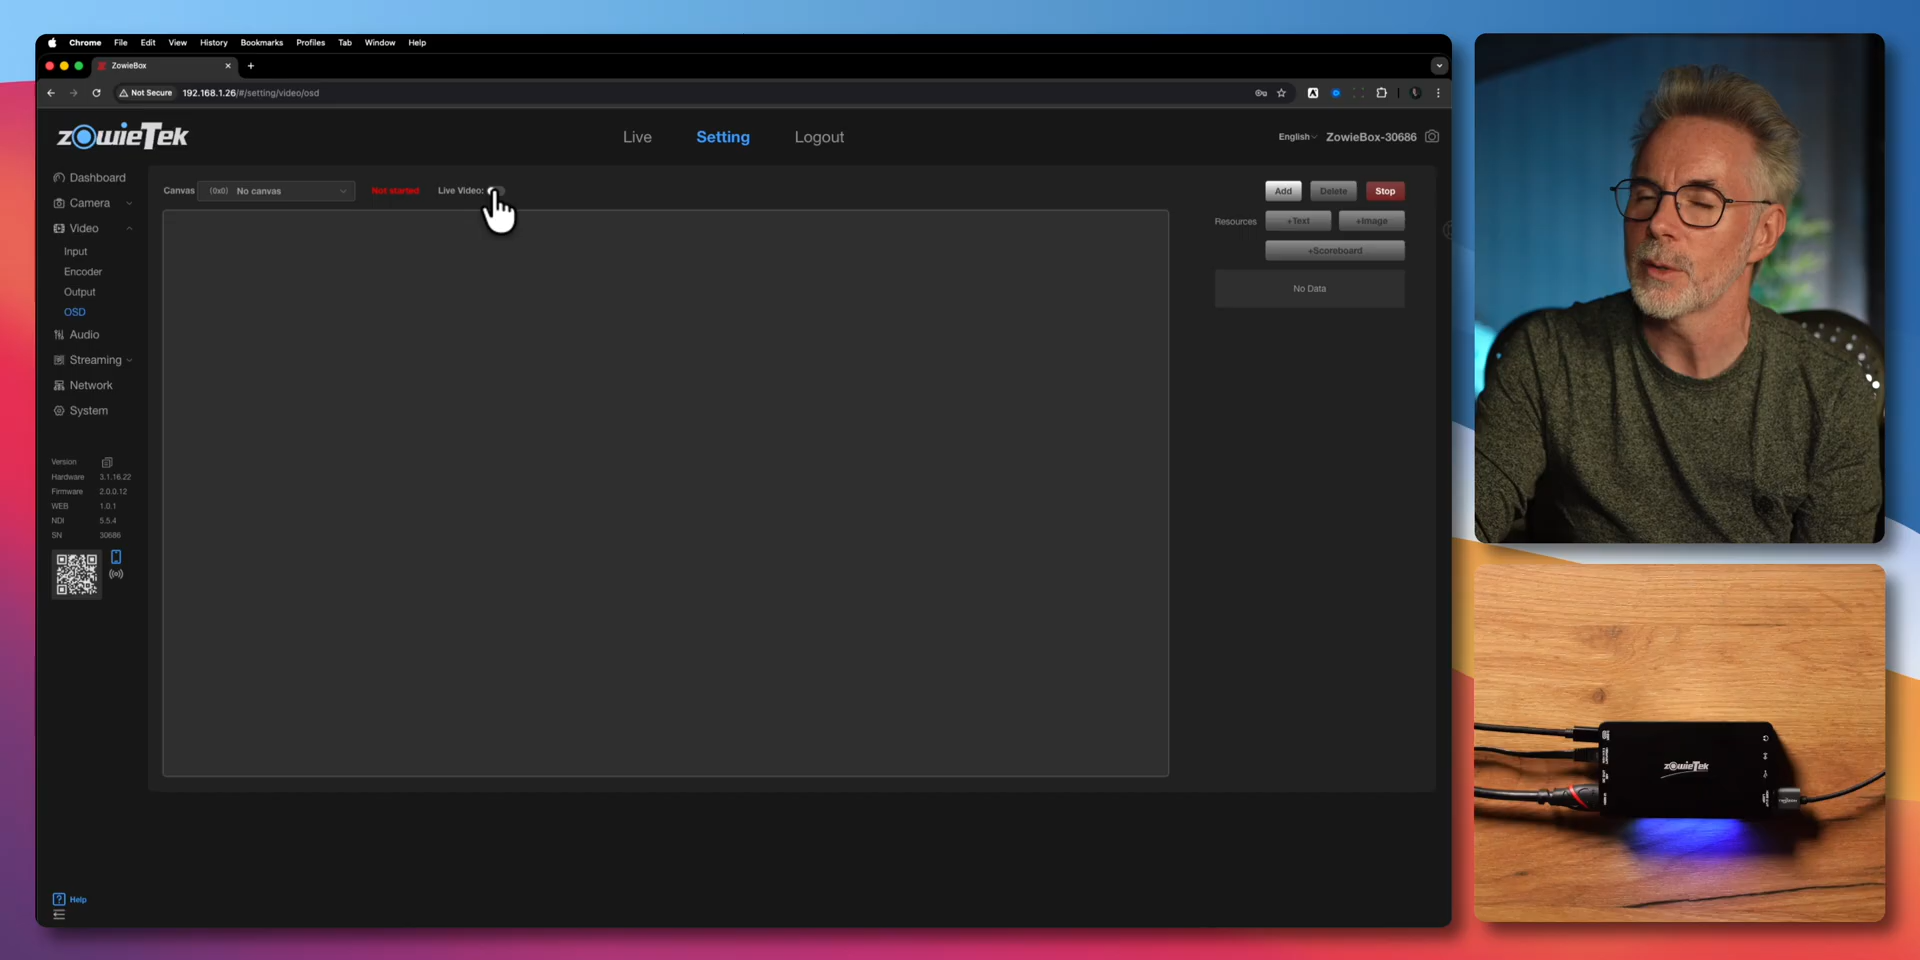 Chrome File Edit View History Bookmarks Profiles Tab Window Help
ZowieBox
Not Secure 192.168.1.26/#/setting/video/osd
zowieTek
Live Setting Logout
English ZowieBox-30686
Dashboard
Camera
Video
Input
Encoder
Output
OSD
Audio
Streaming
Network
System
Canvas (0x0) No canvas Not started Live Video:
Add Delete Stop
Resources +Text +Image
+Scoreboard
No Data
Version
Hardware 3.1.16.22
Firmware 2.0.0.12
WEB 1.0.1
NDI 5.5.4
SN 30686
Help
zowieTek